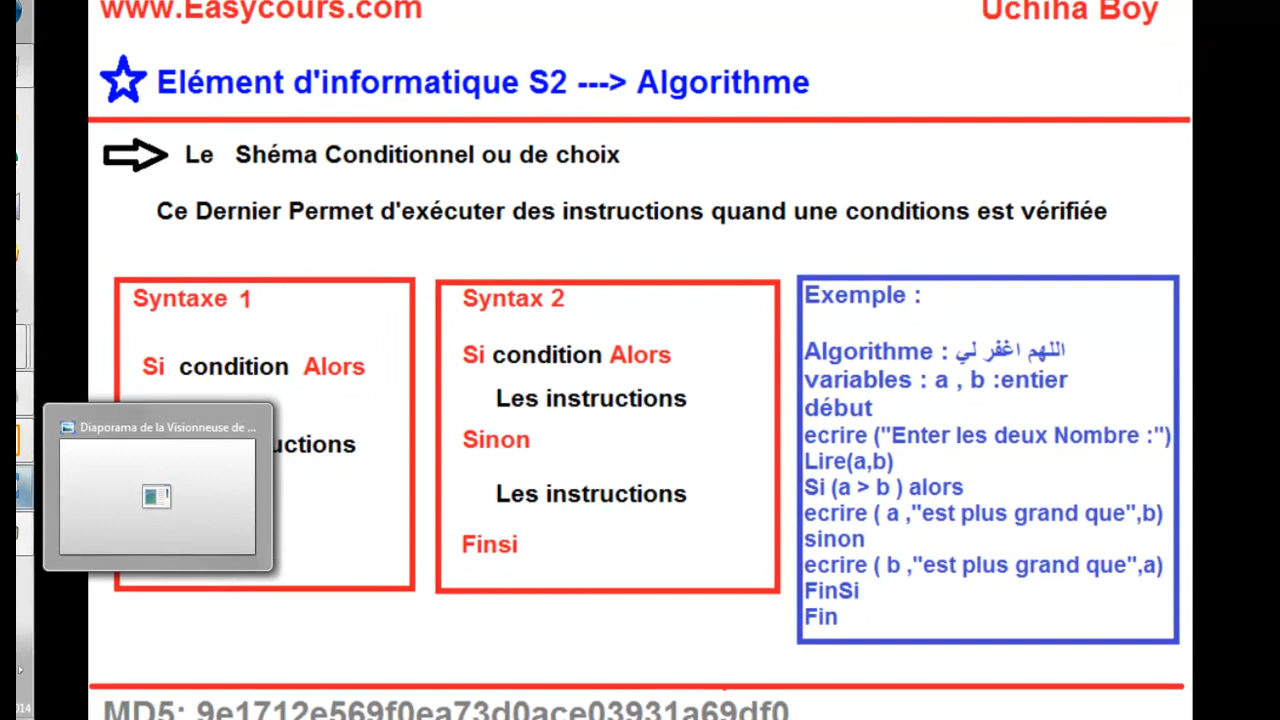 www.Easycours.com
Uchiha Boy
Elément d'informatique S2 ---> Algorithme
Le Shéma Conditionnel ou de choix
Ce Dernier Permet d'exécuter des instructions quand une conditions est vérifiée
Syntaxe 1
Si condition Alors
uctions
Diaporama de la Visionneuse de ...
Syntax 2
Si condition Alors
Les instructions
Sinon
Les instructions
Finsi
Exemple :
Algorithme : اللهم اغفر لي
variables : a , b :entier
début
ecrire ("Enter les deux Nombre :")
Lire(a,b)
Si (a > b ) alors
ecrire ( a ,"est plus grand que",b)
sinon
ecrire ( b ,"est plus grand que",a)
FinSi
Fin
MD5: 9e1712e569f0ea73d0ace03931a69df0